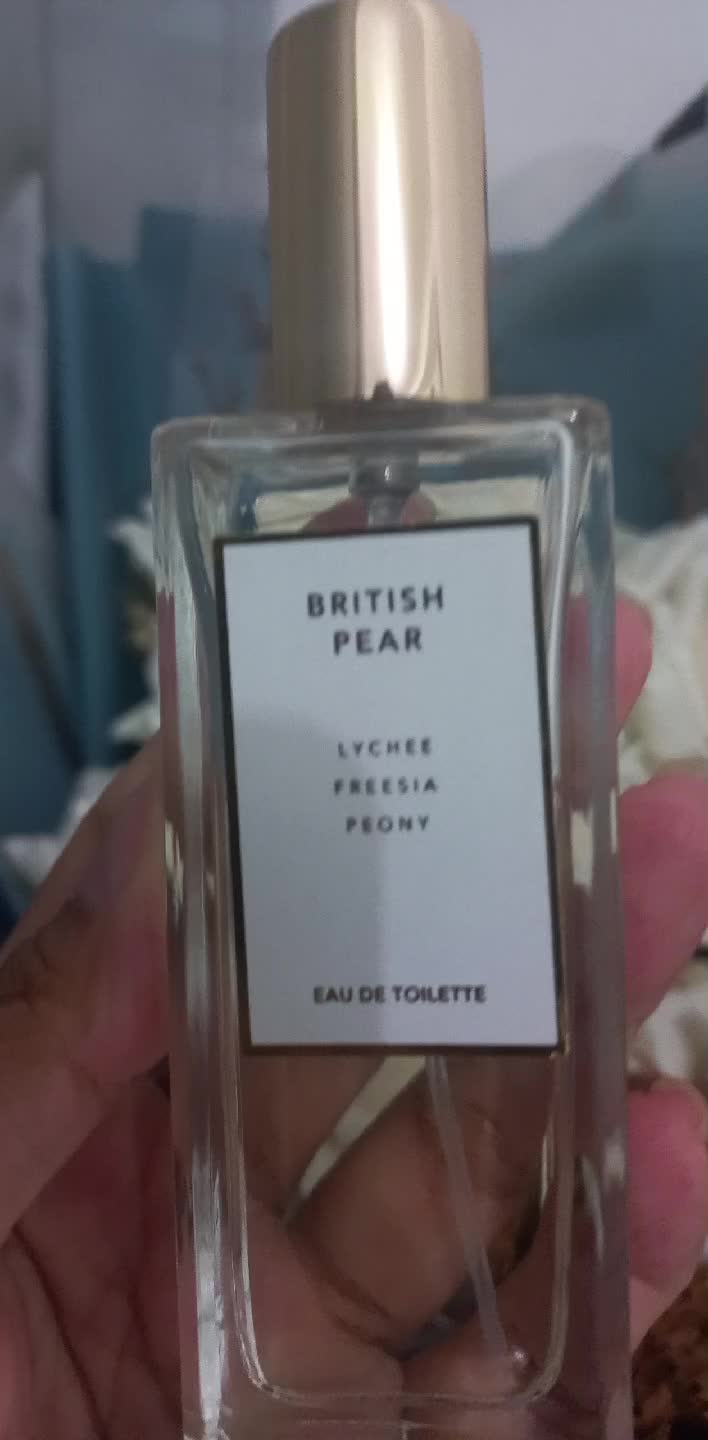 BRITISH
PEAR
LYCHEE
FREESIA
PEONY
EAU DE TOILETTE